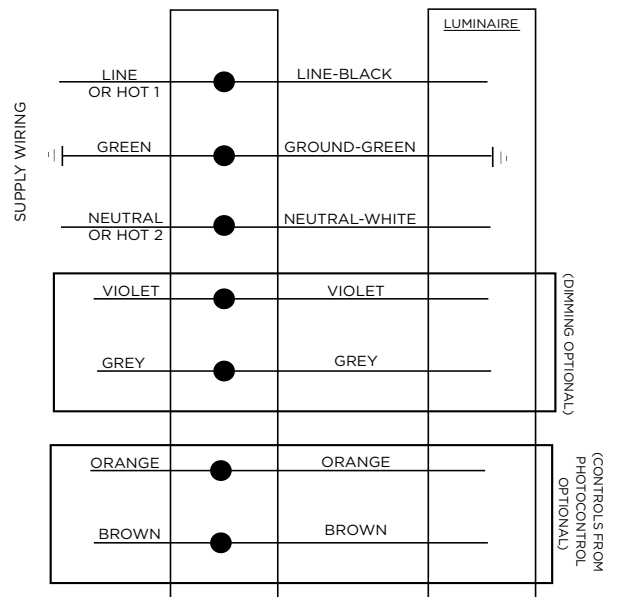 LUMINAIRE
SUPPLY WIRING
LINE
OR HOT 1
LINE-BLACK
GREEN
GROUND-GREEN
NEUTRAL
OR HOT 2
NEUTRAL-WHITE
VIOLET
VIOLET
GREY
GREY
(DIMMING OPTIONAL)
ORANGE
ORANGE
BROWN
BROWN
(CONTROLS FROM
PHOTOCONTROL
OPTIONAL)